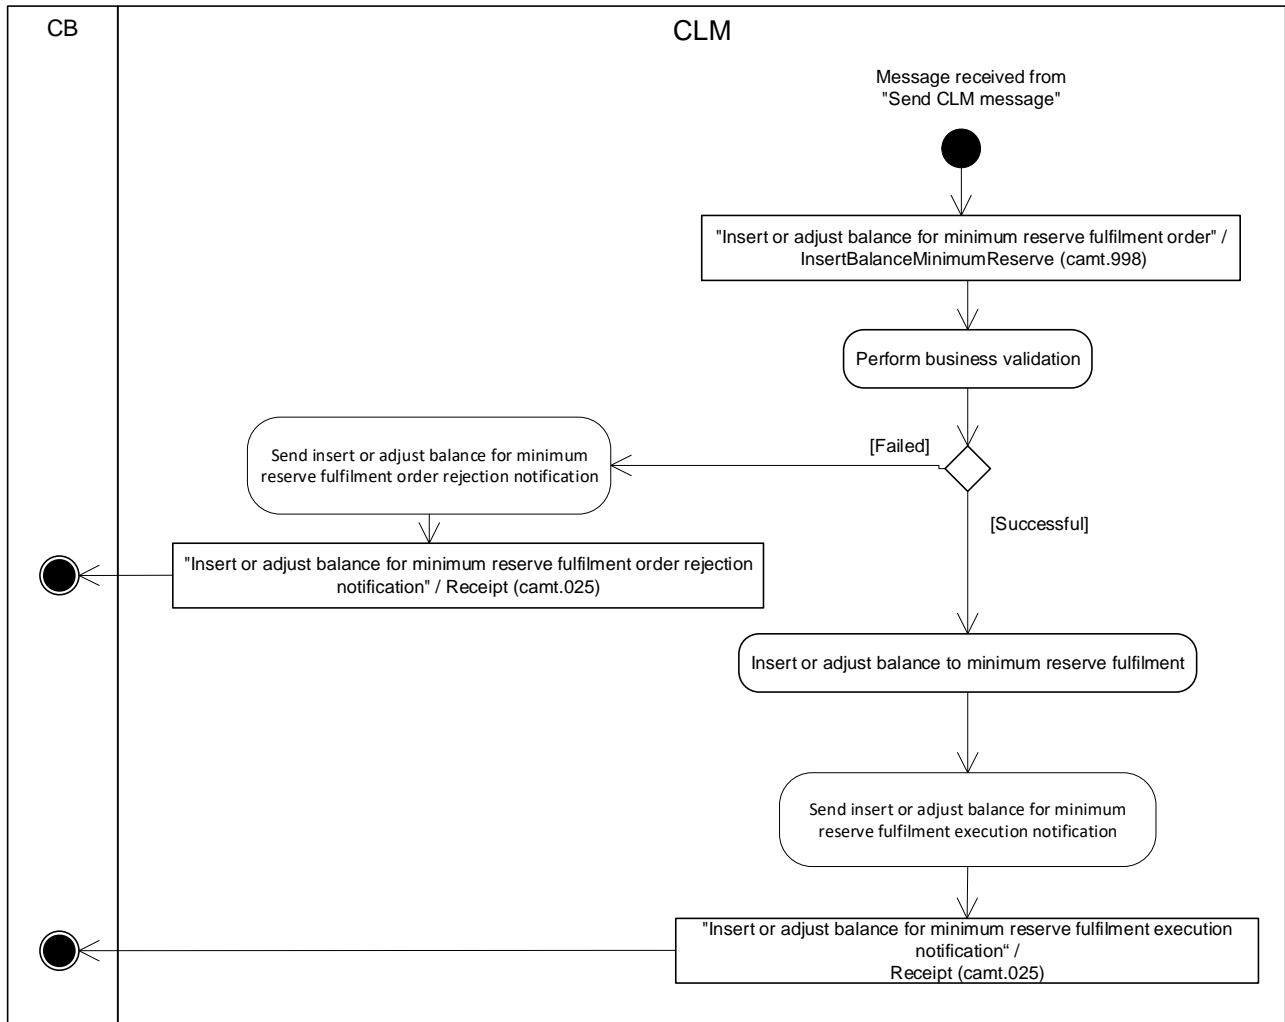 CB
CLM
Message received from
"Send CLM message"
"Insert or adjust balance for minimum reserve fulfilment order" /
InsertBalanceMinimumReserve (camt.998)
Perform business validation
[Failed]
Send insert or adjust balance for minimum
reserve fulfilment order rejection notification
[Successful]
"Insert or adjust balance for minimum reserve fulfilment order rejection
notification" / Receipt (camt.025)
Insert or adjust balance to minimum reserve fulfilment
Send insert or adjust balance for minimum
reserve fulfilment execution notification
"Insert or adjust balance for minimum reserve fulfilment execution
notification“ /
Receipt (camt.025)